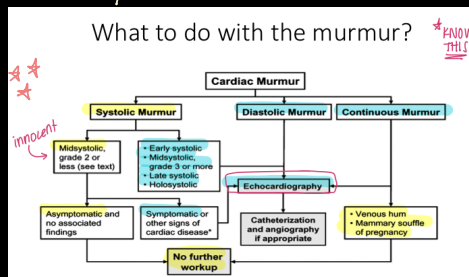 What to do with the murmur?
*KNOW
THIS
Cardiac Murmur
Systolic Murmur
Diastolic Murmur
Continuous Murmur
innocent
Midsystolic,
grade 2 or
less (see text)
• Early systolic
• Midsystolic,
grade 3 or more
• Late systolic
• Holosystolic
Echocardiography
Asymptomatic and
no associated
findings
Symptomatic or
other signs of
cardiac disease*
Catheterization
and angiography
if appropriate
• Venous hum
• Mammary souffle
of pregnancy
No further
workup